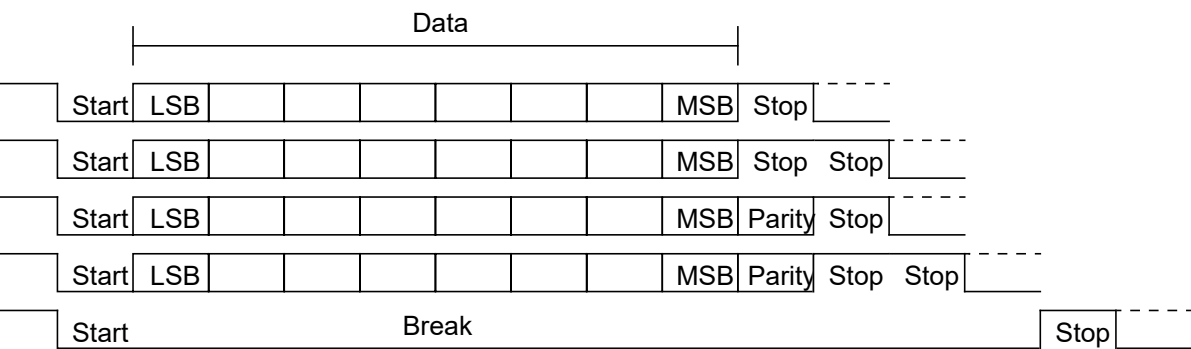 Data
Start LSB MSB Stop
Start LSB MSB Stop Stop
Start LSB MSB Parity Stop
Start LSB MSB Parity Stop Stop
Start Break Stop